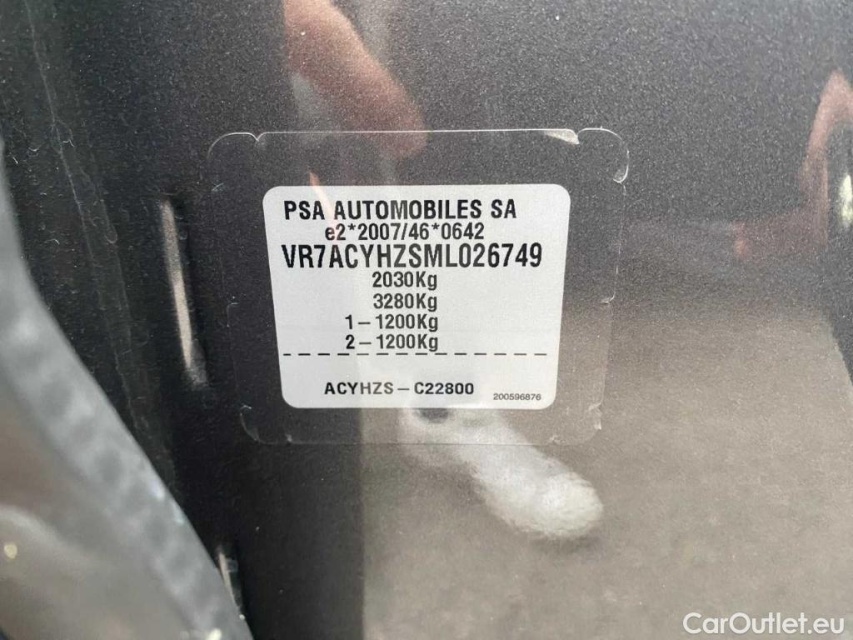 PSA AUTOMOBILES SA
e2*2007/46*0642
VR7ACYHZSML026749
2030Kg
3280Kg
1-1200Kg
2-1200Kg
ACYHZS-C22800
200596876
CarOutlet.eu